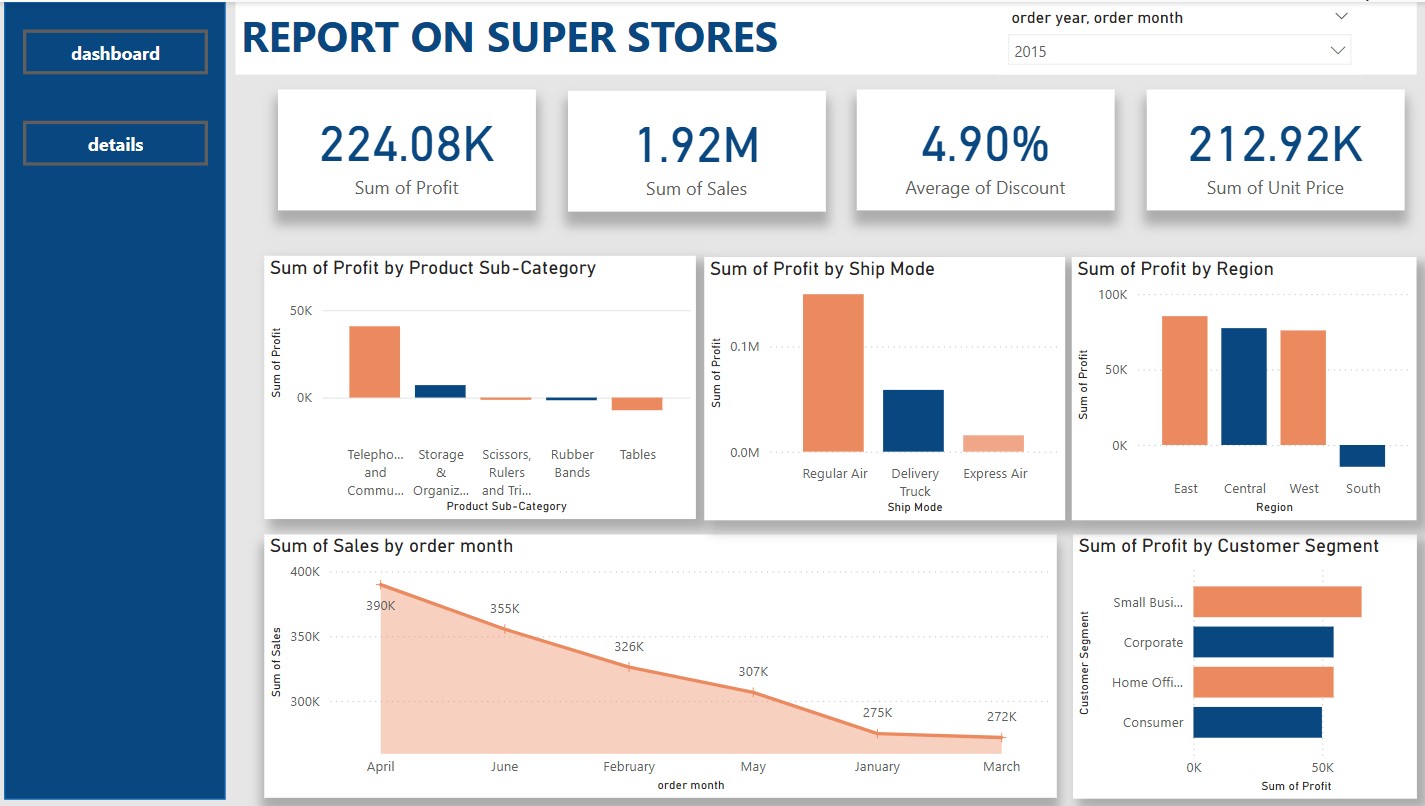 dashboard
details
REPORT ON SUPER STORES
order year, order month
2015
224.08K
Sum of Profit
1.92M
Sum of Sales
4.90%
Average of Discount
212.92K
Sum of Unit Price
Sum of Profit by Product Sub-Category
Sum of Profit
50K
0K
Telepho...
and
Commu...
Storage
&
Organiz...
Scissors,
Rulers
and Tri...
Rubber
Bands
Tables
Product Sub-Category
Sum of Profit by Ship Mode
Sum of Profit
0.1M
0.0M
Regular Air
Delivery
Truck
Express Air
Ship Mode
Sum of Profit by Region
Sum of Profit
100K
50K
0K
East
Central
West
South
Region
Sum of Sales by order month
Sum of Sales
400K
350K
300K
390K
355K
326K
307K
275K
272K
April
June
February
May
January
March
order month
Sum of Profit by Customer Segment
Customer Segment
Small Busi...
Corporate
Home Offi...
Consumer
0K
50K
Sum of Profit